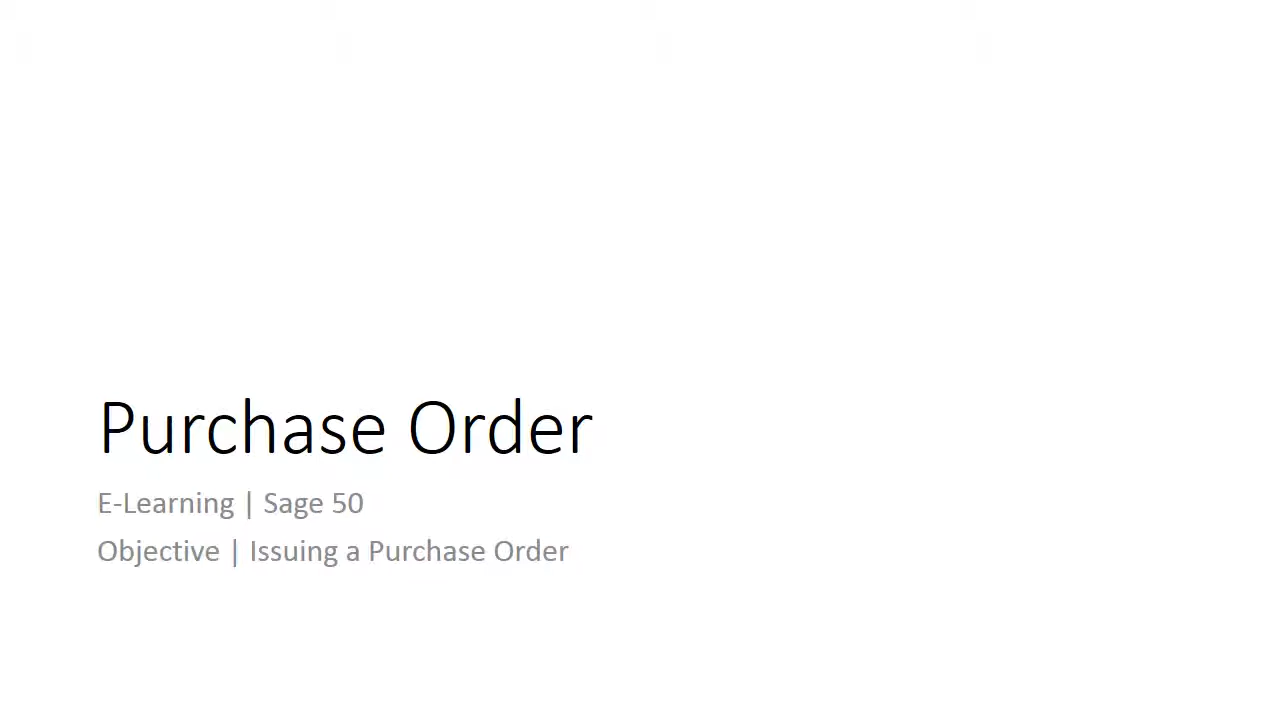 Purchase Order
E-Learning | Sage 50
Objective | Issuing a Purchase Order